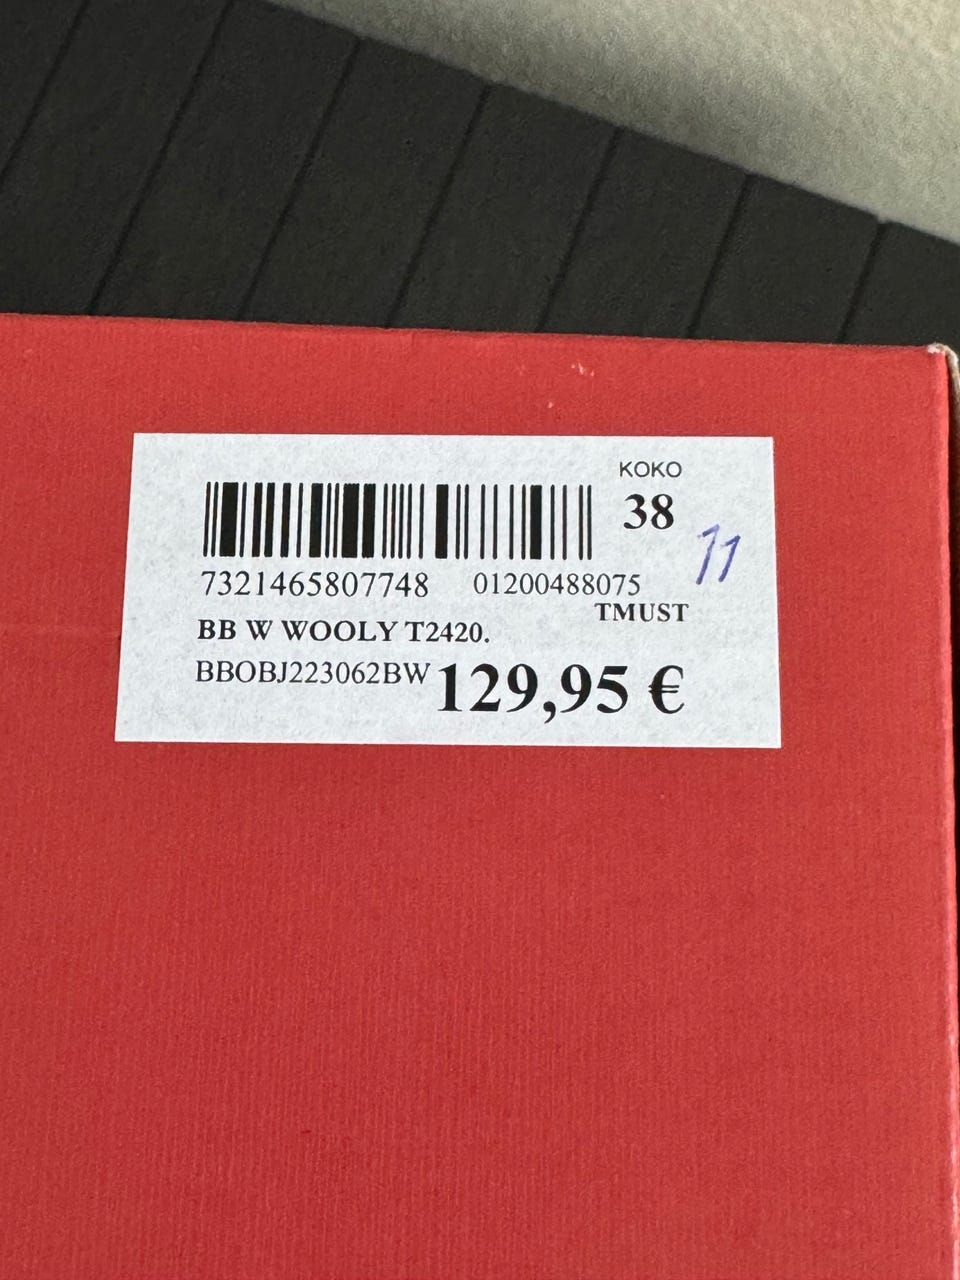 KOKO
38
11
7321465807748 01200488075
TMUST
BB W WOOLY T2420.
BBOBJ223062BW 129,95 €